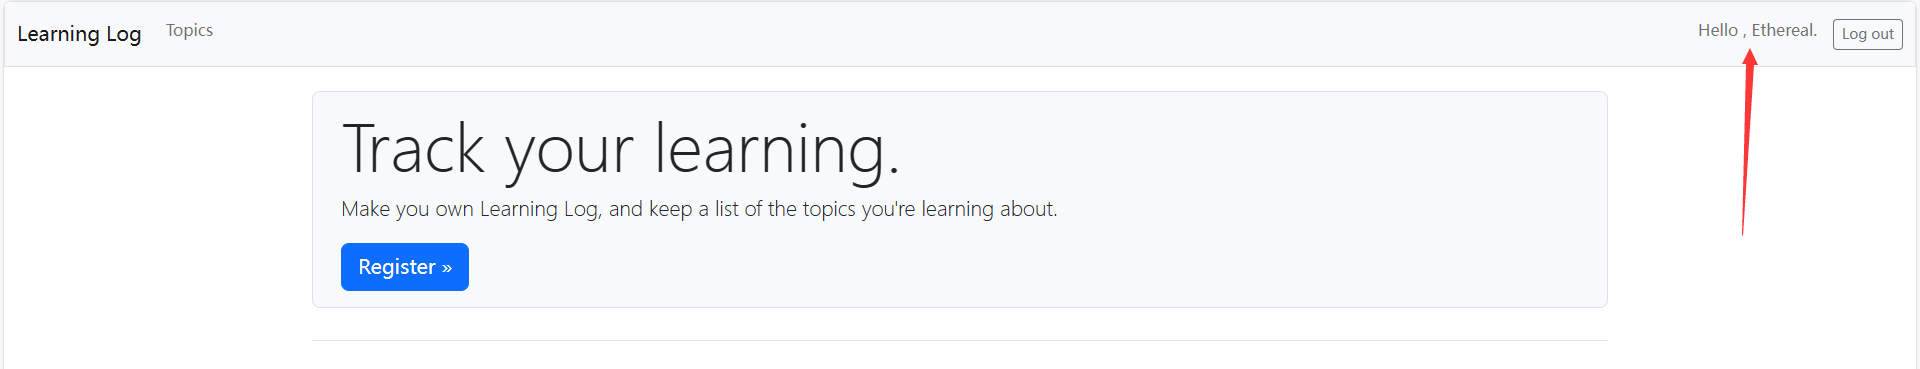 Learning Log Topics Hello , Ethereal. Log out
Track your learning.
Make you own Learning Log, and keep a list of the topics you're learning about.
Register »